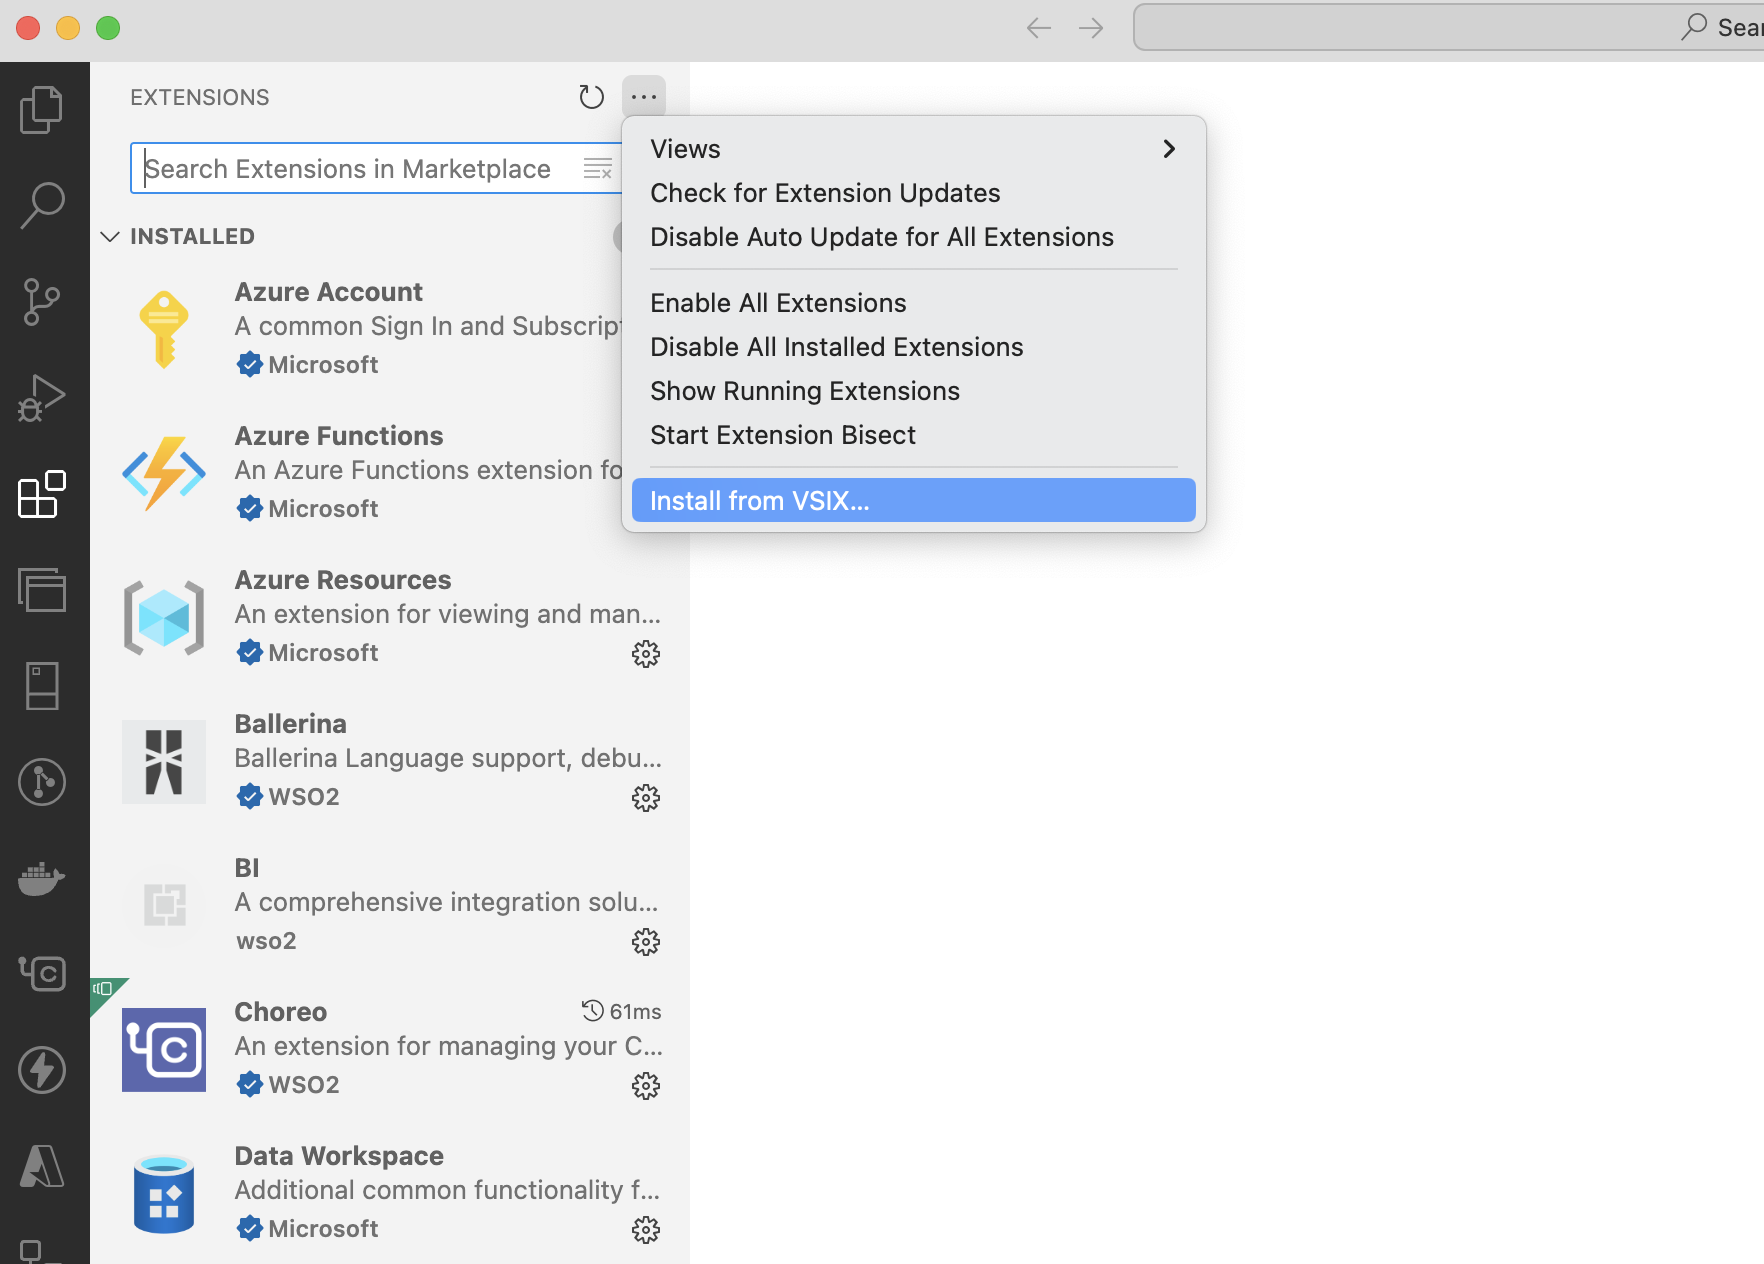 Sear
EXTENSIONS
Search Extensions in Marketplace
INSTALLED
Azure Account
A common Sign In and Subscript
Microsoft
Azure Functions
An Azure Functions extension fo
Microsoft
Azure Resources
An extension for viewing and man...
Microsoft
Ballerina
Ballerina Language support, debu...
WSO2
BI
A comprehensive integration solu...
wso2
Choreo
61ms
An extension for managing your C...
WSO2
Data Workspace
Additional common functionality f...
Microsoft
Views
Check for Extension Updates
Disable Auto Update for All Extensions
Enable All Extensions
Disable All Installed Extensions
Show Running Extensions
Start Extension Bisect
Install from VSIX...